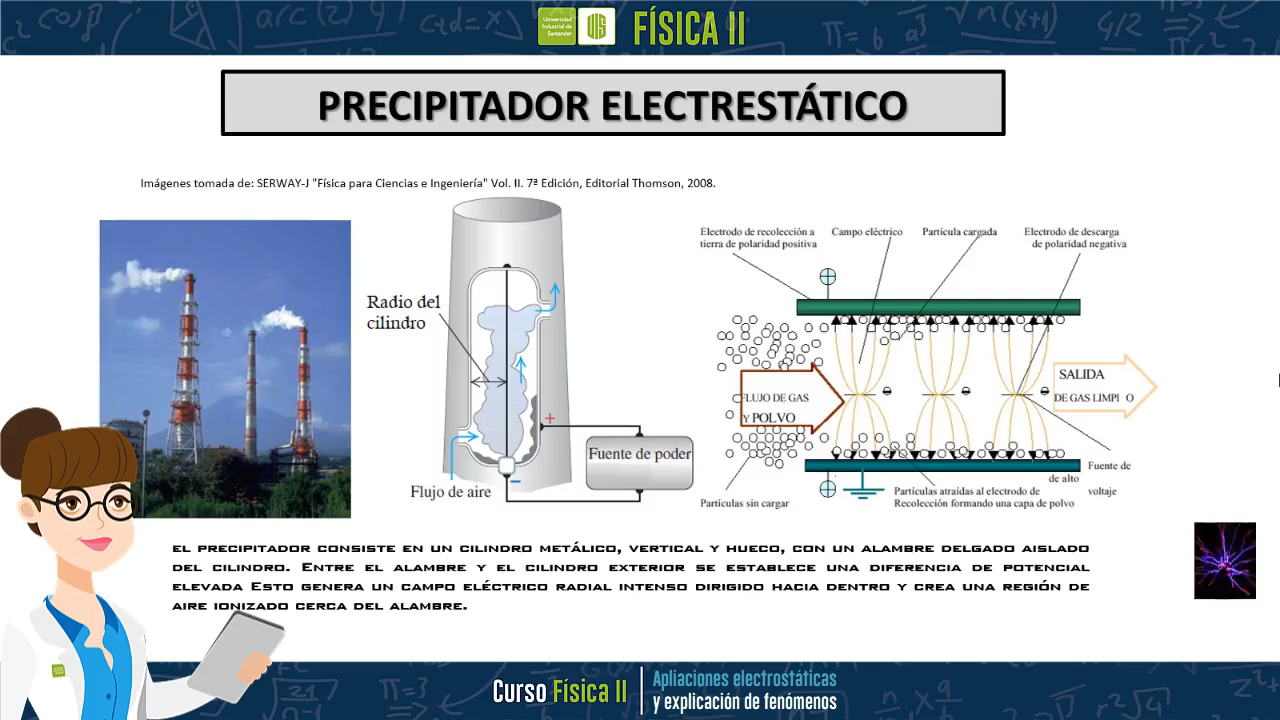 Universidad
Industrial de
Santander
UIS
FÍSICA II
PRECIPITADOR ELECTRESTÁTICO
Imágenes tomada de: SERWAY-J "Física para Ciencias e Ingeniería" Vol. II. 7ª Edición, Editorial Thomson, 2008.
Radio del
cilindro
+
Fuente de poder
−
Flujo de aire
Electrodo de recolección a
tierra de polaridad positiva
Campo eléctrico
Partícula cargada
Electrodo de descarga
de polaridad negativa
FLUJO DE GAS
Y POLVO
SALIDA
DE GAS LIMPI O
Partículas sin cargar
Partículas atraídas al electrodo de
Recolección formando una capa de polvo
Fuente de
de alto
voltaje
EL PRECIPITADOR CONSISTE EN UN CILINDRO METÁLICO, VERTICAL Y HUECO, CON UN ALAMBRE DELGADO AISLADO
DEL CILINDRO. ENTRE EL ALAMBRE Y EL CILINDRO EXTERIOR SE ESTABLECE UNA DIFERENCIA DE POTENCIAL
ELEVADA ESTO GENERA UN CAMPO ELÉCTRICO RADIAL INTENSO DIRIGIDO HACIA DENTRO Y CREA UNA REGIÓN DE
AIRE IONIZADO CERCA DEL ALAMBRE.
Curso Física II
Apliaciones electrostáticas
y explicación de fenómenos